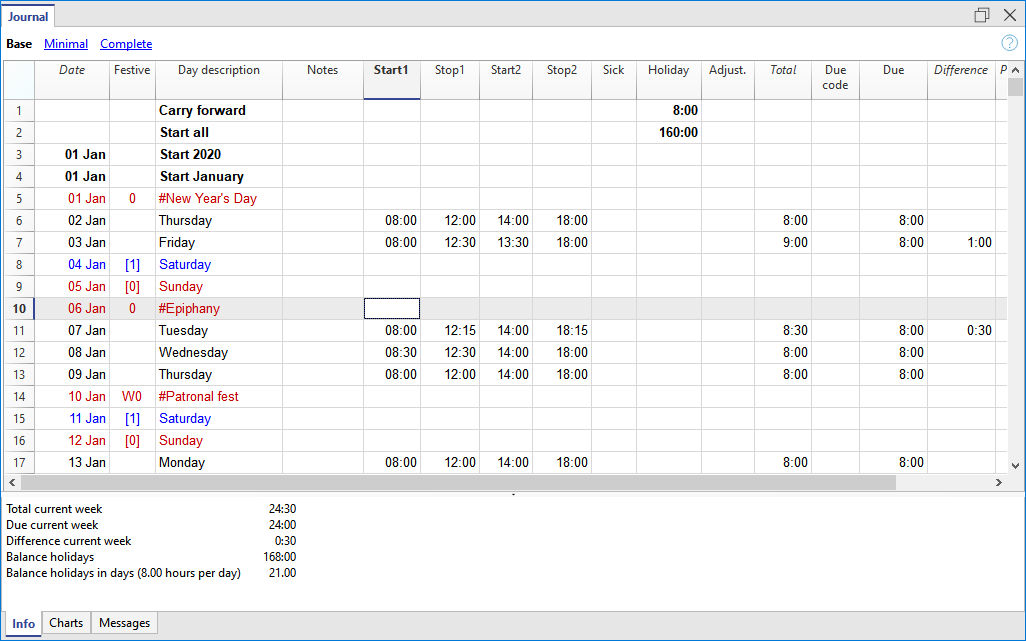 Journal
Base Minimal Complete ?
Date Festive Day description Notes Start1 Stop1 Start2 Stop2 Sick Holiday Adjust. Total Due code Due Difference P
1 Carry forward 8:00
2 Start all 160:00
3 01 Jan Start 2020
4 01 Jan Start January
5 01 Jan 0 #New Year's Day
6 02 Jan Thursday 08:00 12:00 14:00 18:00 8:00 8:00
7 03 Jan Friday 08:00 12:30 13:30 18:00 9:00 8:00 1:00
8 04 Jan [1] Saturday
9 05 Jan [0] Sunday
10 06 Jan 0 #Epiphany
11 07 Jan Tuesday 08:00 12:15 14:00 18:15 8:30 8:00 0:30
12 08 Jan Wednesday 08:30 12:30 14:00 18:00 8:00 8:00
13 09 Jan Thursday 08:00 12:00 14:00 18:00 8:00 8:00
14 10 Jan W0 #Patronal fest
15 11 Jan [1] Saturday
16 12 Jan [0] Sunday
17 13 Jan Monday 08:00 12:00 14:00 18:00 8:00 8:00
Total current week 24:30
Due current week 24:00
Difference current week 0:30
Balance holidays 168:00
Balance holidays in days (8.00 hours per day) 21.00
Info Charts Messages